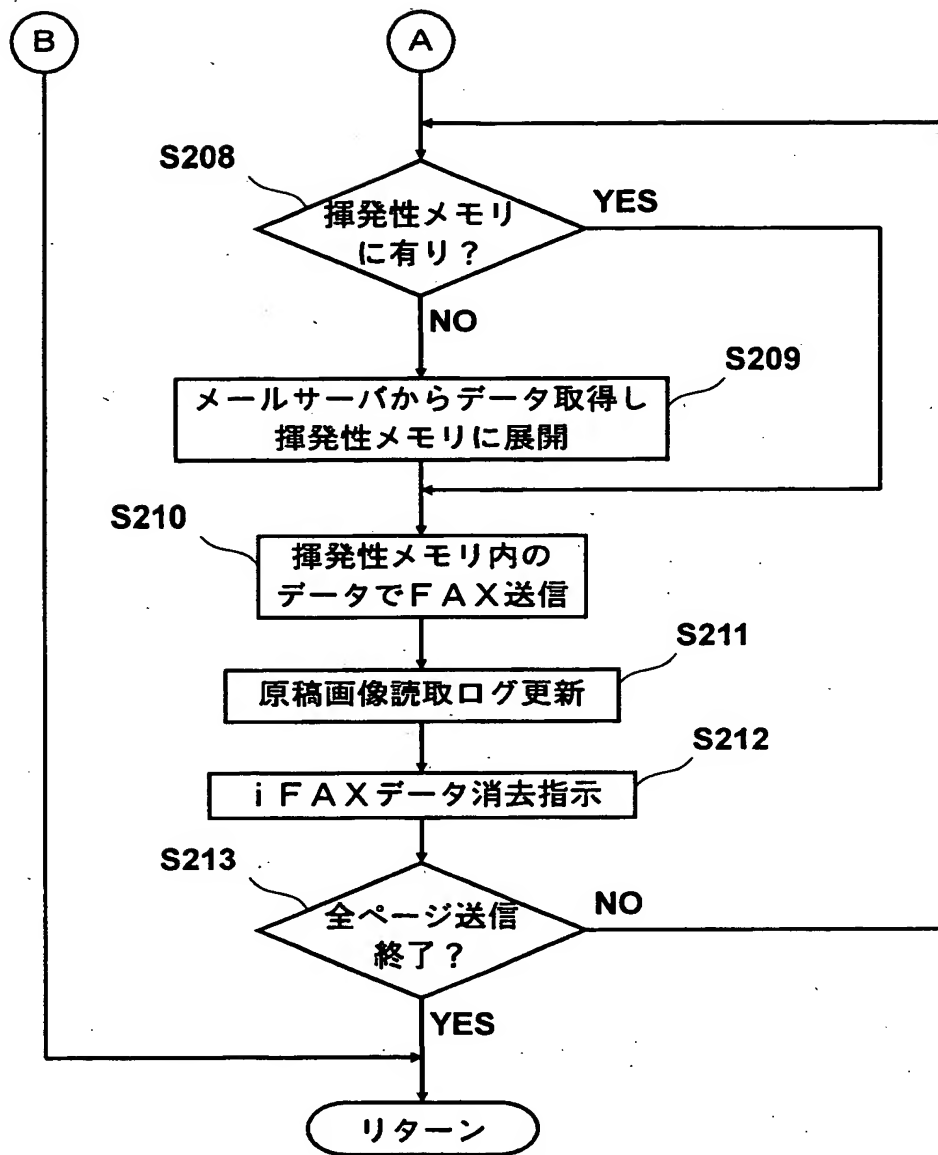 B
A
S208
揮発性メモリ
に有り？
YES
NO
S209
メールサーバからデータ取得し
揮発性メモリに展開
S210
揮発性メモリ内の
データでＦＡＸ送信
S211
原稿画像読取ログ更新
S212
ｉＦＡＸデータ消去指示
S213
全ページ送信
終了？
NO
YES
リターン